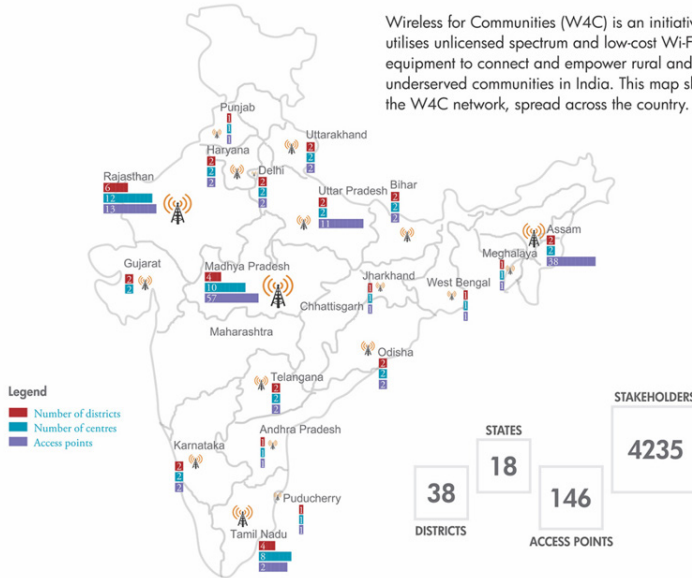 Wireless for Communities (W4C) is an initiativ
utilises unlicensed spectrum and low-cost Wi-F
equipment to connect and empower rural and
underserved communities in India. This map sh
the W4C network, spread across the country.
Punjab
1
1
1
Uttarakhand
2
2
2
Haryana
2
2
2
Delhi
2
2
2
Rajasthan
6
12
13
Uttar Pradesh
2
2
11
Bihar
2
2
2
Assam
2
2
38
Meghalaya
1
1
1
Gujarat
2
2
Madhya Pradesh
4
10
57
Jharkhand
1
1
1
West Bengal
1
1
1
Chhattisgarh
Maharashtra
Odisha
2
2
2
Telangana
2
2
2
Andhra Pradesh
1
1
1
Karnataka
2
2
2
Puducherry
1
1
1
Tamil Nadu
4
8
2
Legend
Number of districts
Number of centres
Access points
38
DISTRICTS
STATES
18
146
ACCESS POINTS
STAKEHOLDERS
4235